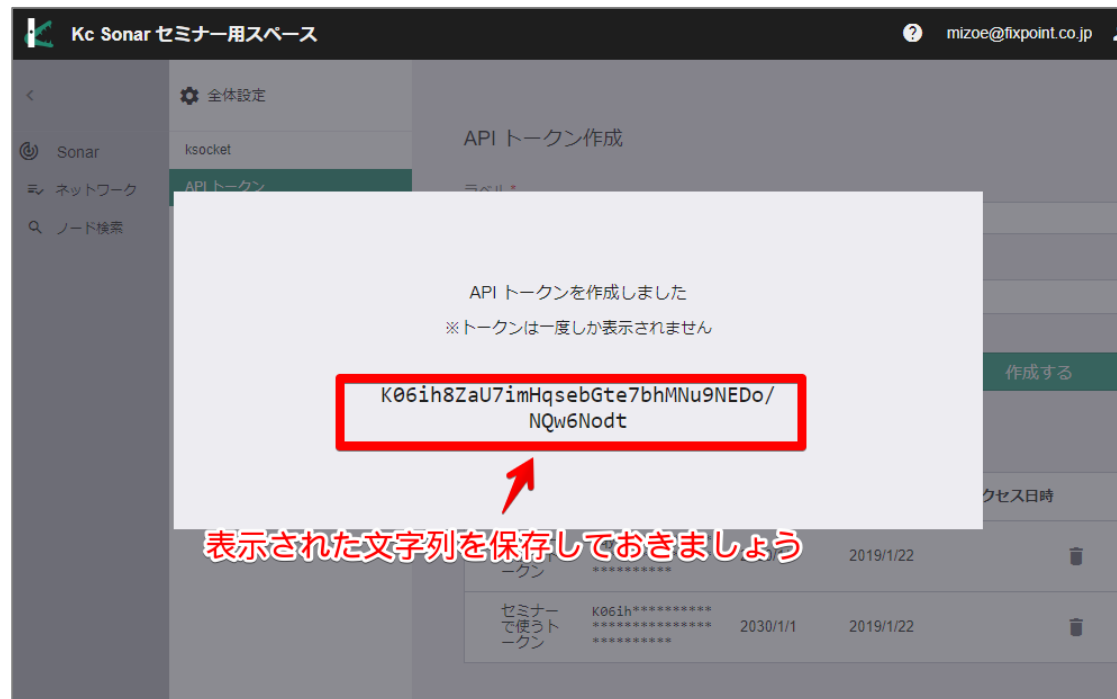 Kc Sonar セミナー用スペース
mizoe@fixpoint.co.jp
全体設定
Sonar
ksocket
API トークン作成
ネットワーク
API トークン
ラベル *
ノード検索
API トークンを作成しました
※トークンは一度しか表示されません
作成する
K06ih8ZaU7imHqsebGte7bhMNu9NEDo/
NQw6Nodt
クセス日時
表示された文字列を保存しておきましょう
2019/1/22
ークン
**********
セミナー
で使うト
ークン
K06ih**********
***************
**********
2030/1/1
2019/1/22